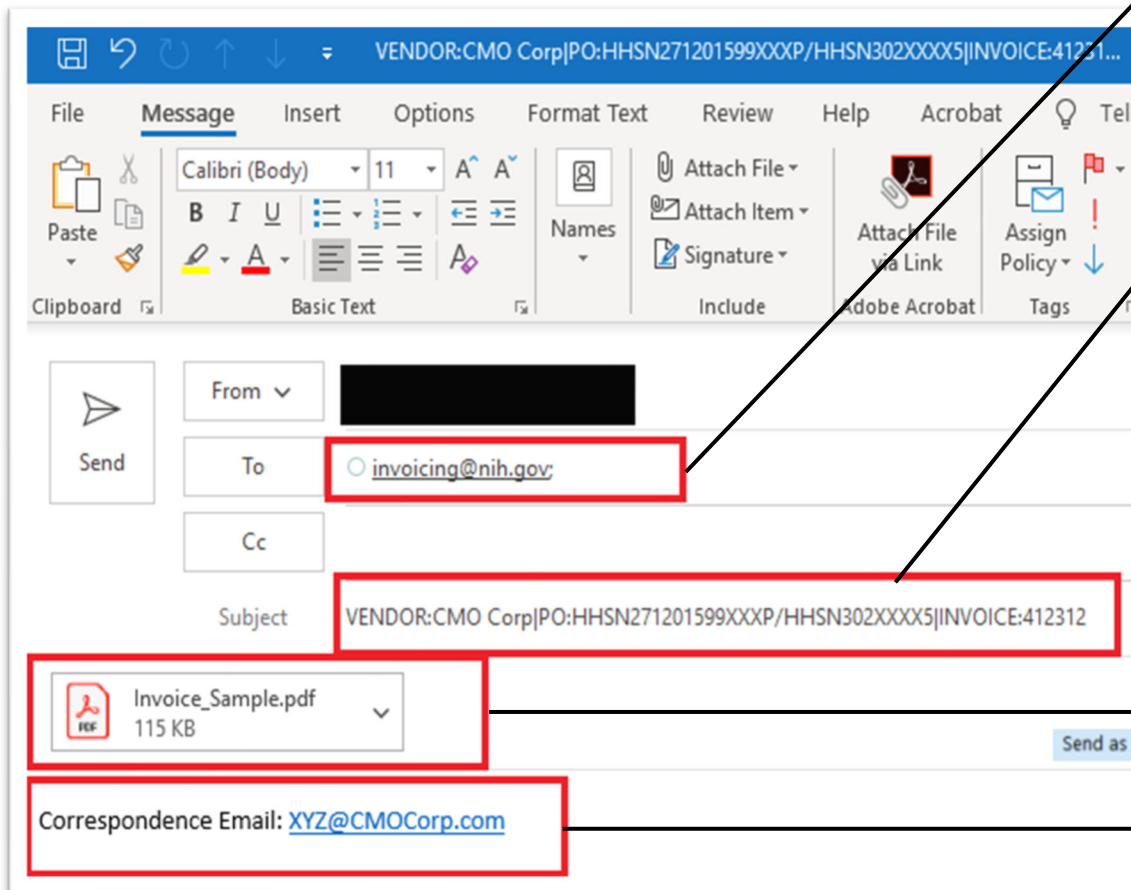 VENDOR:CMO Corp|PO:HHSN271201599XXXP/HHSN302XXXX5|INVOICE:41231...
File Message Insert Options Format Text Review Help Acrobat Tel
Calibri (Body) 11 A A
Attach File
B I U
Attach Item
Paste
Names
Attach File
Assign
A A
Signature
via Link
Policy
Clipboard Basic Text Include Adobe Acrobat Tags
From
Send To invoicing@nih.gov;
Cc
Subject VENDOR:CMO Corp|PO:HHSN271201599XXXP/HHSN302XXXX5|INVOICE:412312
Invoice_Sample.pdf
PDF 115 KB
Send as
Correspondence Email: XYZ@CMOCorp.com